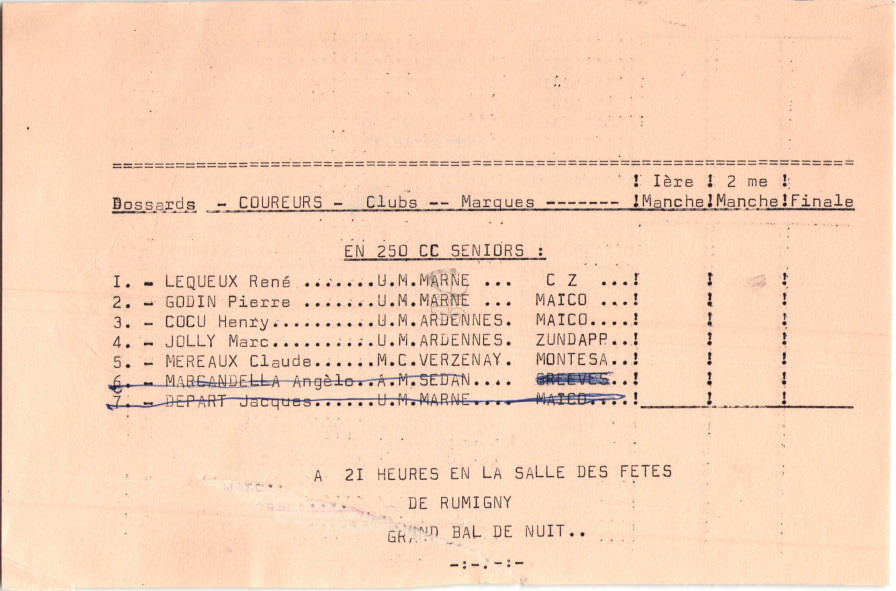 ================================================================================
! Ière ! 2 me !
Dossards - COUREURS - Clubs -- Marques ------- !Manche!Manche!Finale
EN 250 CC SENIORS :
I. - LEQUEUX René .......U.M.MARNE ... C Z ...! ! !
2. - GODIN Pierre .......U.M.MARNE ... MAICO ...! ! !
3. - COCU Henry..........U.M.ARDENNES. MAICO....! ! !
4. - JOLLY Marc..........U.M.ARDENNES. ZUNDAPP..! ! !
5. - MEREAUX Claude......M.C.VERZENAY. MONTESA..! ! !
6. - MARGANDELLA Angèlo..A.M.SEDAN.... GREEVES..! ! !
7. - DEPART Jacques......U.M.MARNE.... MAICO....! ! !
A 2I HEURES EN LA SALLE DES FETES
DE RUMIGNY
GRAND BAL DE NUIT..
-:-.-:-